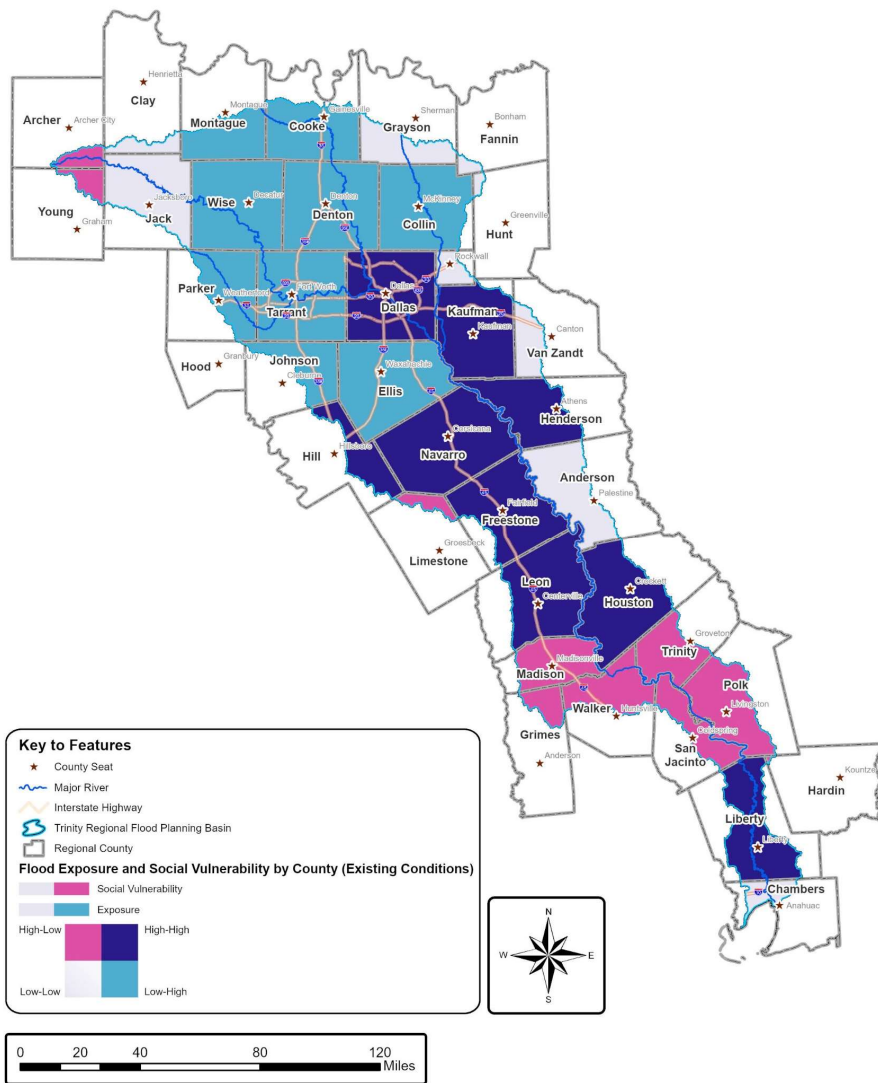 Henrietta
Clay
Archer
Archer City
Montague
Montague
Gainesville
Cooke
Sherman
Grayson
Bonham
Fannin
Young
Graham
Jacksboro
Jack
Wise
Decatur
Denton
Denton
McKinney
Collin
Greenville
Hunt
Rockwall
Parker
Weatherford
Fort Worth
Tarrant
Dallas
Dallas
Kaufman
Kaufman
Canton
Van Zandt
Hood
Granbury
Johnson
Cleburne
Waxahachie
Ellis
Athens
Henderson
Hill
Hillsboro
Corsicana
Navarro
Anderson
Palestine
Fairfield
Freestone
Groesbeck
Limestone
Leon
Centerville
Crockett
Houston
Groveton
Trinity
Madisonville
Madison
Polk
Livingston
Walker
Huntsville
Grimes
Anderson
Coldspring
San
Jacinto
Kountze
Hardin
Liberty
Liberty
Chambers
Anahuac
Key to Features
County Seat
Major River
Interstate Highway
Trinity Regional Flood Planning Basin
Regional County
Flood Exposure and Social Vulnerability by County (Existing Conditions)
Social Vulnerability
Exposure
High-Low
High-High
Low-Low
Low-High
N
W
E
S
0 20 40 80 120
Miles